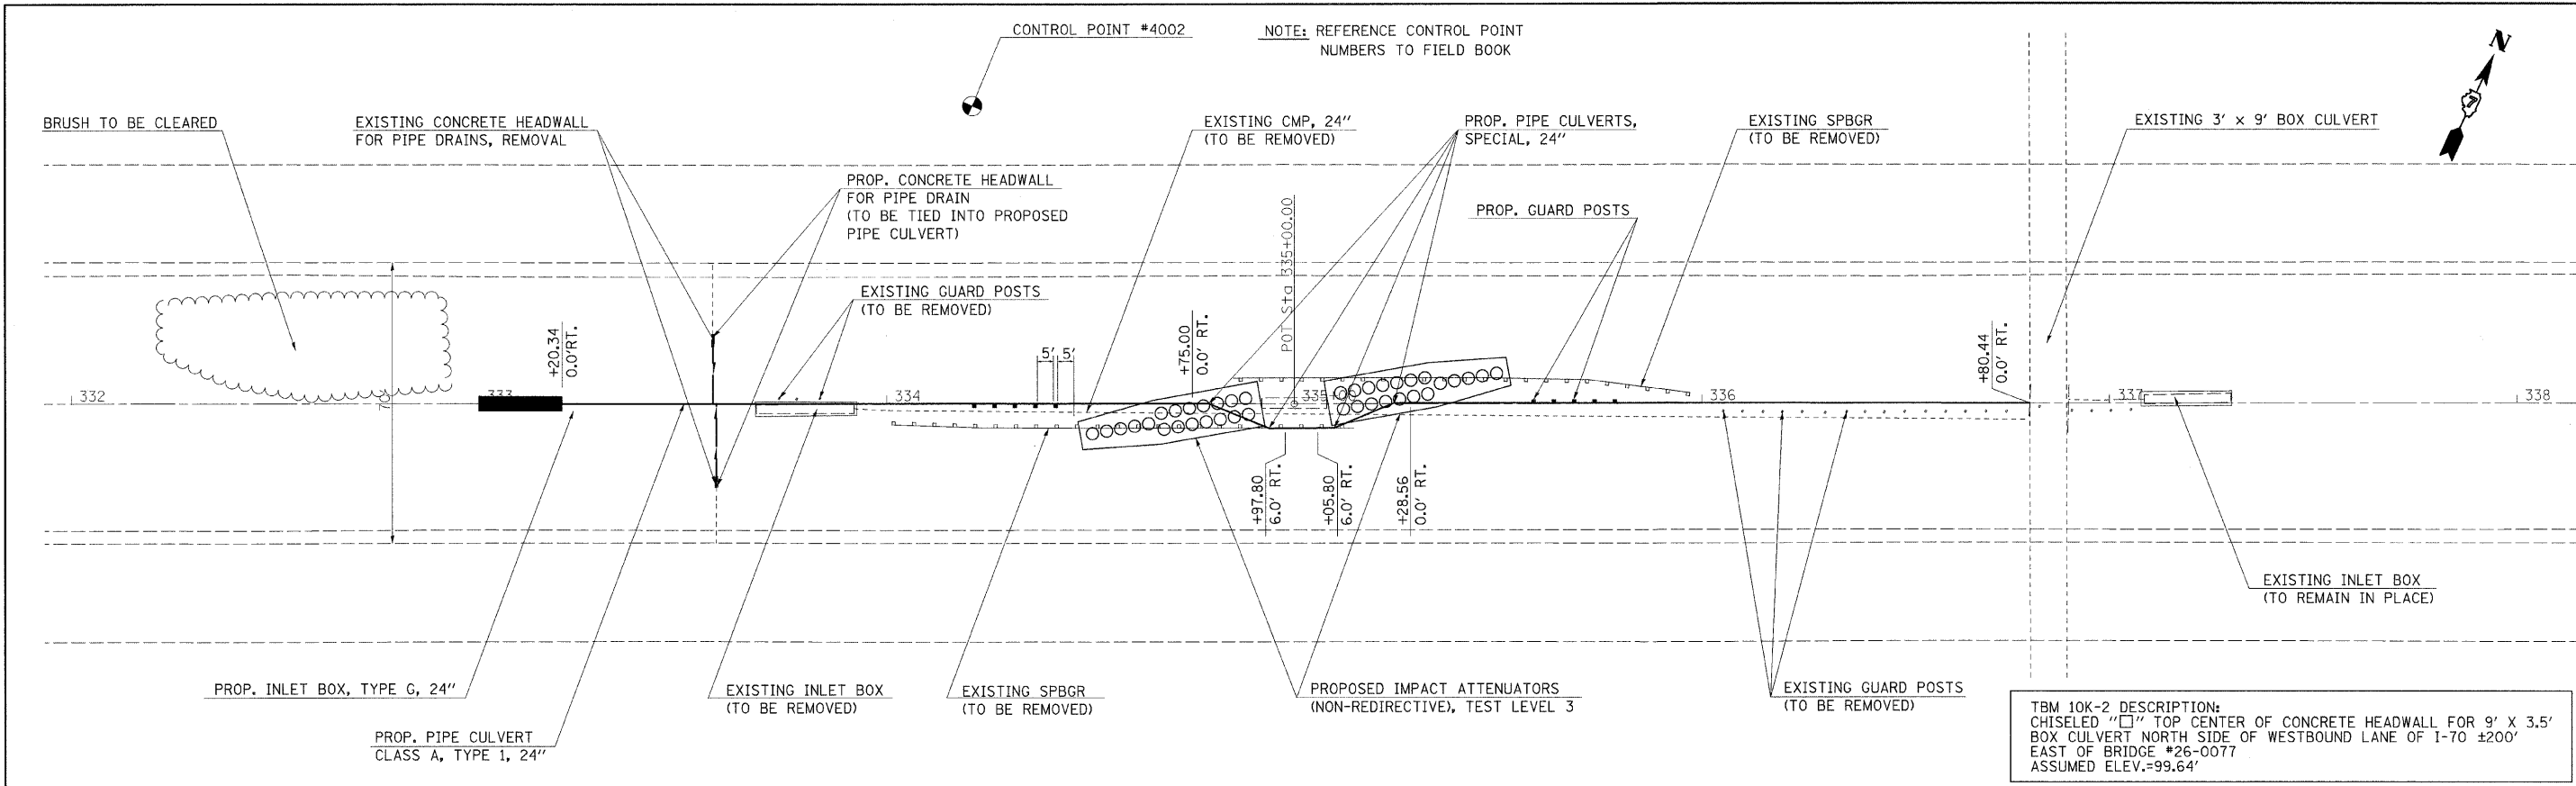 CONTROL POINT #4002
NOTE: REFERENCE CONTROL POINT
NUMBERS TO FIELD BOOK
N
7
BRUSH TO BE CLEARED
EXISTING CONCRETE HEADWALL
FOR PIPE DRAINS, REMOVAL
PROP. CONCRETE HEADWALL
FOR PIPE DRAIN
(TO BE TIED INTO PROPOSED
PIPE CULVERT)
EXISTING GUARD POSTS
(TO BE REMOVED)
EXISTING CMP, 24"
(TO BE REMOVED)
PROP. PIPE CULVERTS,
SPECIAL, 24"
EXISTING SPBGR
(TO BE REMOVED)
PROP. GUARD POSTS
EXISTING 3' x 9' BOX CULVERT
POT Sta 335+00.00
+20.34
0.0'RT.
5' 5'
+75.00
0.0' RT.
+80.44
0.0' RT.
332
333
334
335+00
336
337
338
70'
+97.80
6.0' RT.
+05.80
6.0' RT.
+28.56
0.0' RT.
EXISTING INLET BOX
(TO REMAIN IN PLACE)
PROP. INLET BOX, TYPE G, 24"
PROP. PIPE CULVERT
CLASS A, TYPE 1, 24"
EXISTING INLET BOX
(TO BE REMOVED)
EXISTING SPBGR
(TO BE REMOVED)
PROPOSED IMPACT ATTENUATORS
(NON-REDIRECTIVE), TEST LEVEL 3
EXISTING GUARD POSTS
(TO BE REMOVED)
TBM 10K-2 DESCRIPTION:
CHISELED "□" TOP CENTER OF CONCRETE HEADWALL FOR 9' X 3.5'
BOX CULVERT NORTH SIDE OF WESTBOUND LANE OF I-70 ±200'
EAST OF BRIDGE #26-0077
ASSUMED ELEV.=99.64'